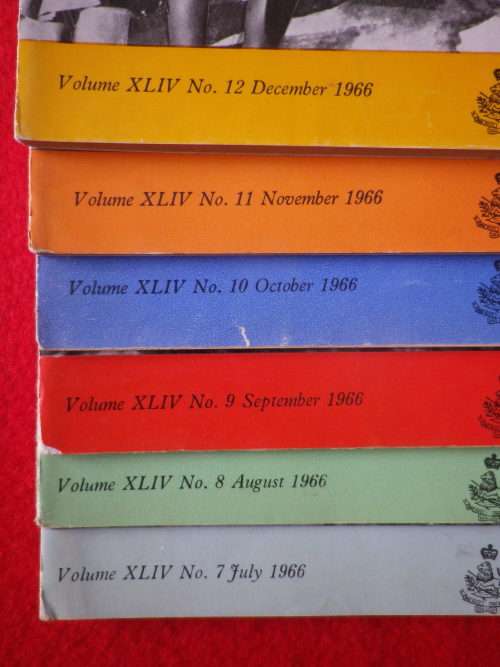 Volume XLIV No. 12 December 1966
Volume XLIV No. 11 November 1966
Volume XLIV No. 10 October 1966
Volume XLIV No. 9 September 1966
Volume XLIV No. 8 August 1966
Volume XLIV No. 7 July 1966